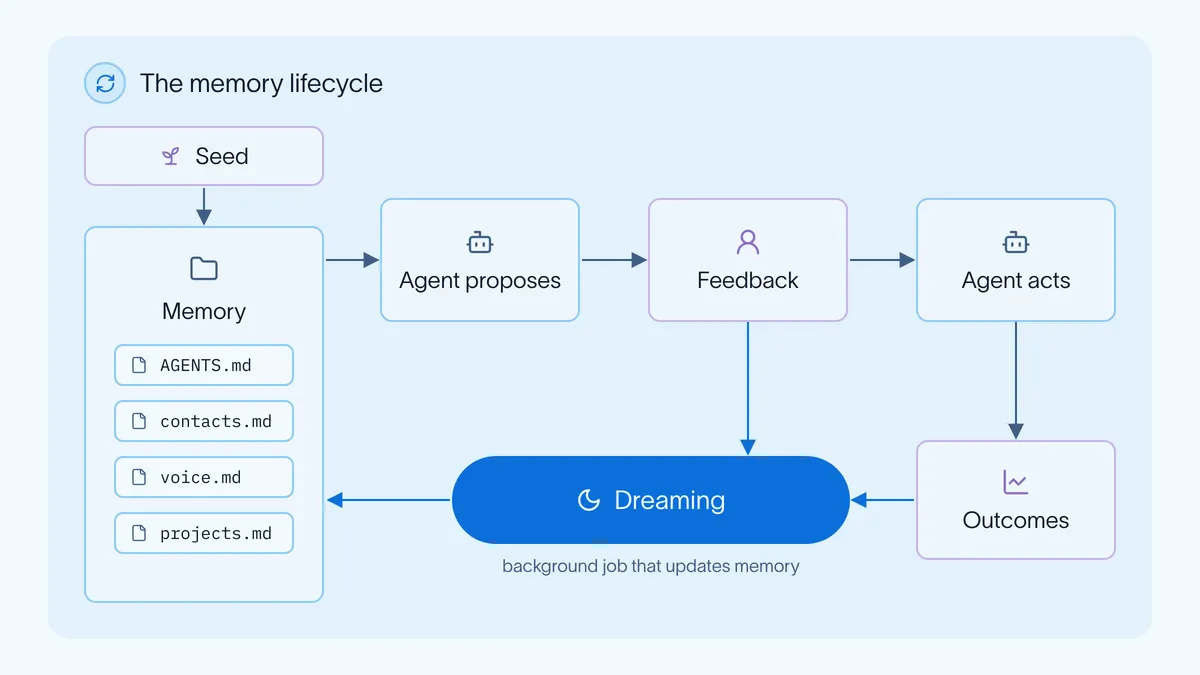 The memory lifecycle
Seed
Memory
AGENTS.md
contacts.md
voice.md
projects.md
Agent proposes
Feedback
Agent acts
Dreaming
background job that updates memory
Outcomes